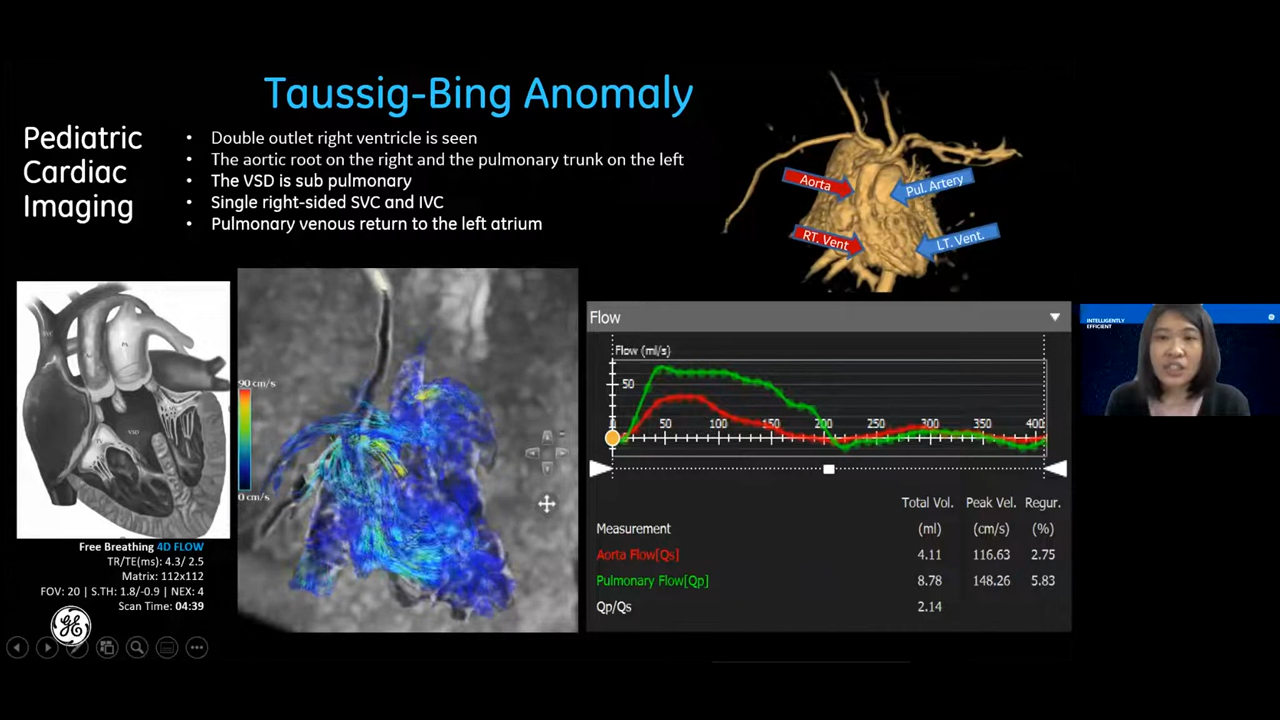 Taussig-Bing Anomaly
Pediatric
Cardiac
Imaging
• Double outlet right ventricle is seen
• The aortic root on the right and the pulmonary trunk on the left
• The VSD is sub pulmonary
• Single right-sided SVC and IVC
• Pulmonary venous return to the left atrium
Aorta
Pul. Artery
RT. Vent
LT. Vent.
VSD
90 cm/s
0 cm/s
Free Breathing 4D FLOW
TR/TE(ms): 4.3/ 2.5
Matrix: 112x112
FOV: 20 | S.TH: 1.8/-0.9 | NEX: 4
Scan Time: 04:39
Flow
Flow (ml/s)
50
50 100 150 200 250 300 350 400
Total Vol. Peak Vel. Regur.
Measurement (ml) (cm/s) (%)
Aorta Flow[Qs] 4.11 116.63 2.75
Pulmonary Flow[Qp] 8.78 148.26 5.83
Qp/Qs 2.14
INTELLIGENTLY
EFFICIENT